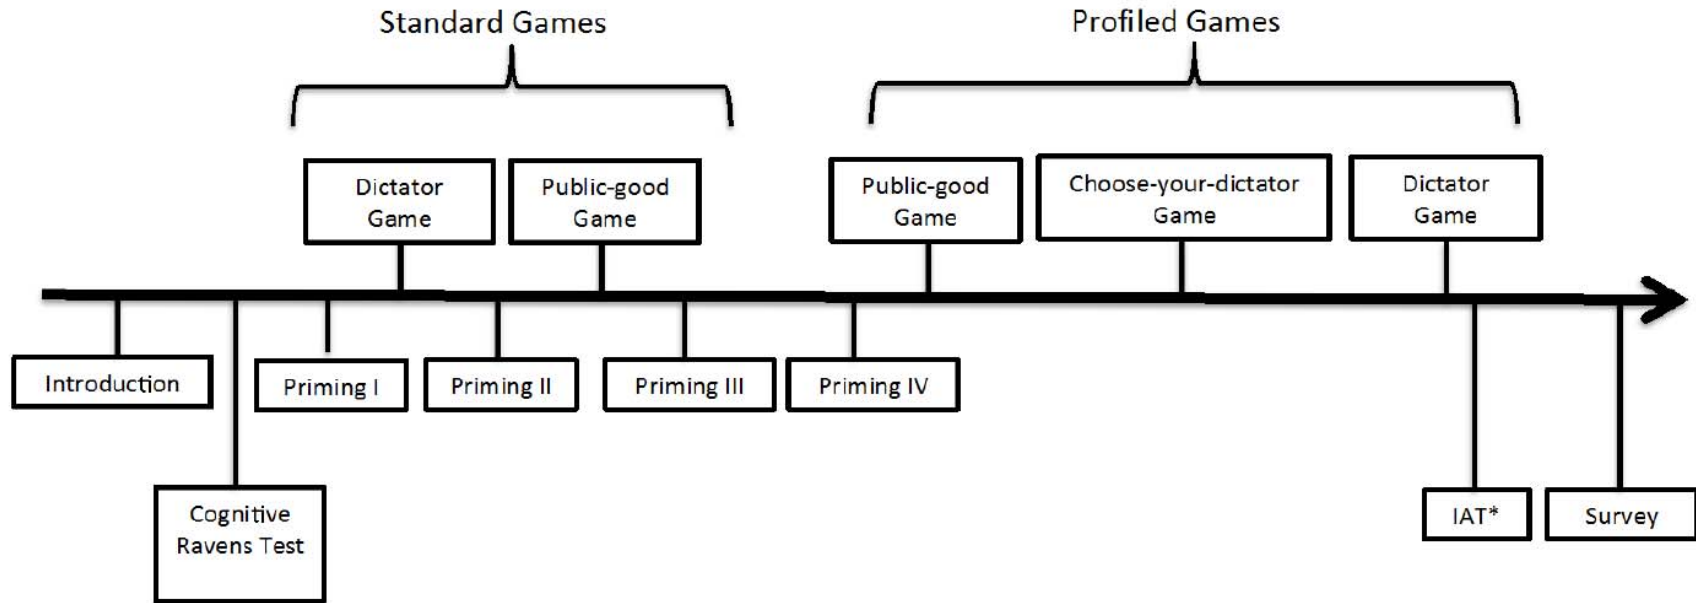 Standard Games
Profiled Games
Dictator
Game
Public-good
Game
Public-good
Game
Choose-your-dictator
Game
Dictator
Game
Introduction
Priming I
Priming II
Priming III
Priming IV
Cognitive
Ravens Test
IAT*
Survey